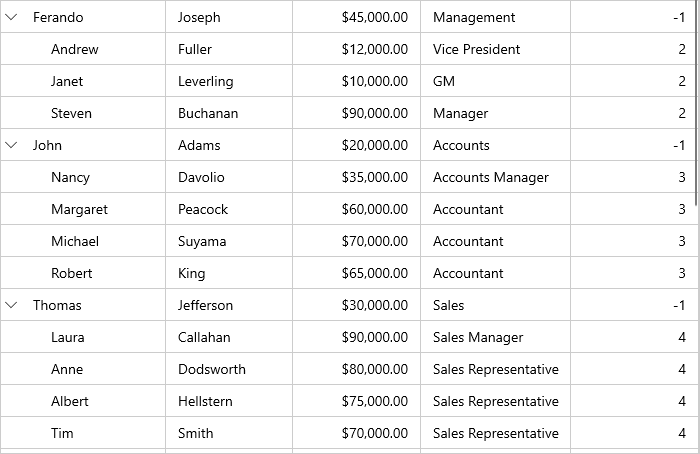 Ferando Joseph $45,000.00 Management -1
Andrew Fuller $12,000.00 Vice President 2
Janet Leverling $10,000.00 GM 2
Steven Buchanan $90,000.00 Manager 2
John Adams $20,000.00 Accounts -1
Nancy Davolio $35,000.00 Accounts Manager 3
Margaret Peacock $60,000.00 Accountant 3
Michael Suyama $70,000.00 Accountant 3
Robert King $65,000.00 Accountant 3
Thomas Jefferson $30,000.00 Sales -1
Laura Callahan $90,000.00 Sales Manager 4
Anne Dodsworth $80,000.00 Sales Representative 4
Albert Hellstern $75,000.00 Sales Representative 4
Tim Smith $70,000.00 Sales Representative 4